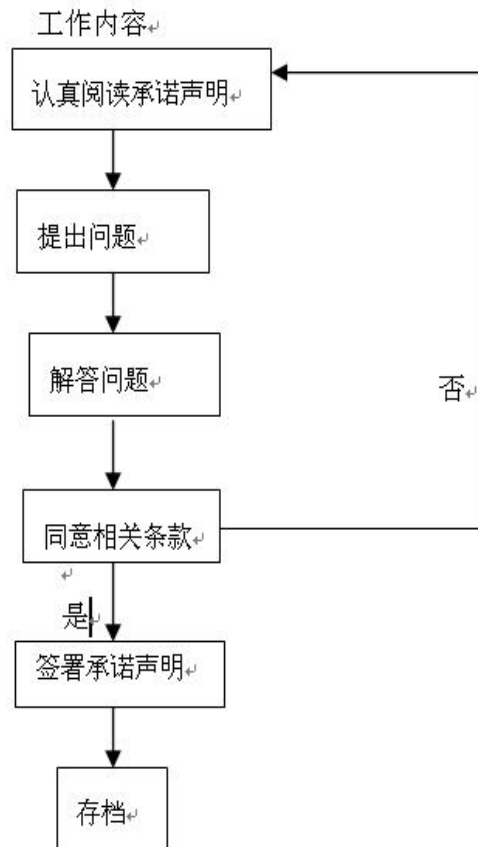 工作内容
认真阅读承诺声明
提出问题
解答问题
否
同意相关条款
是
签署承诺声明
存档